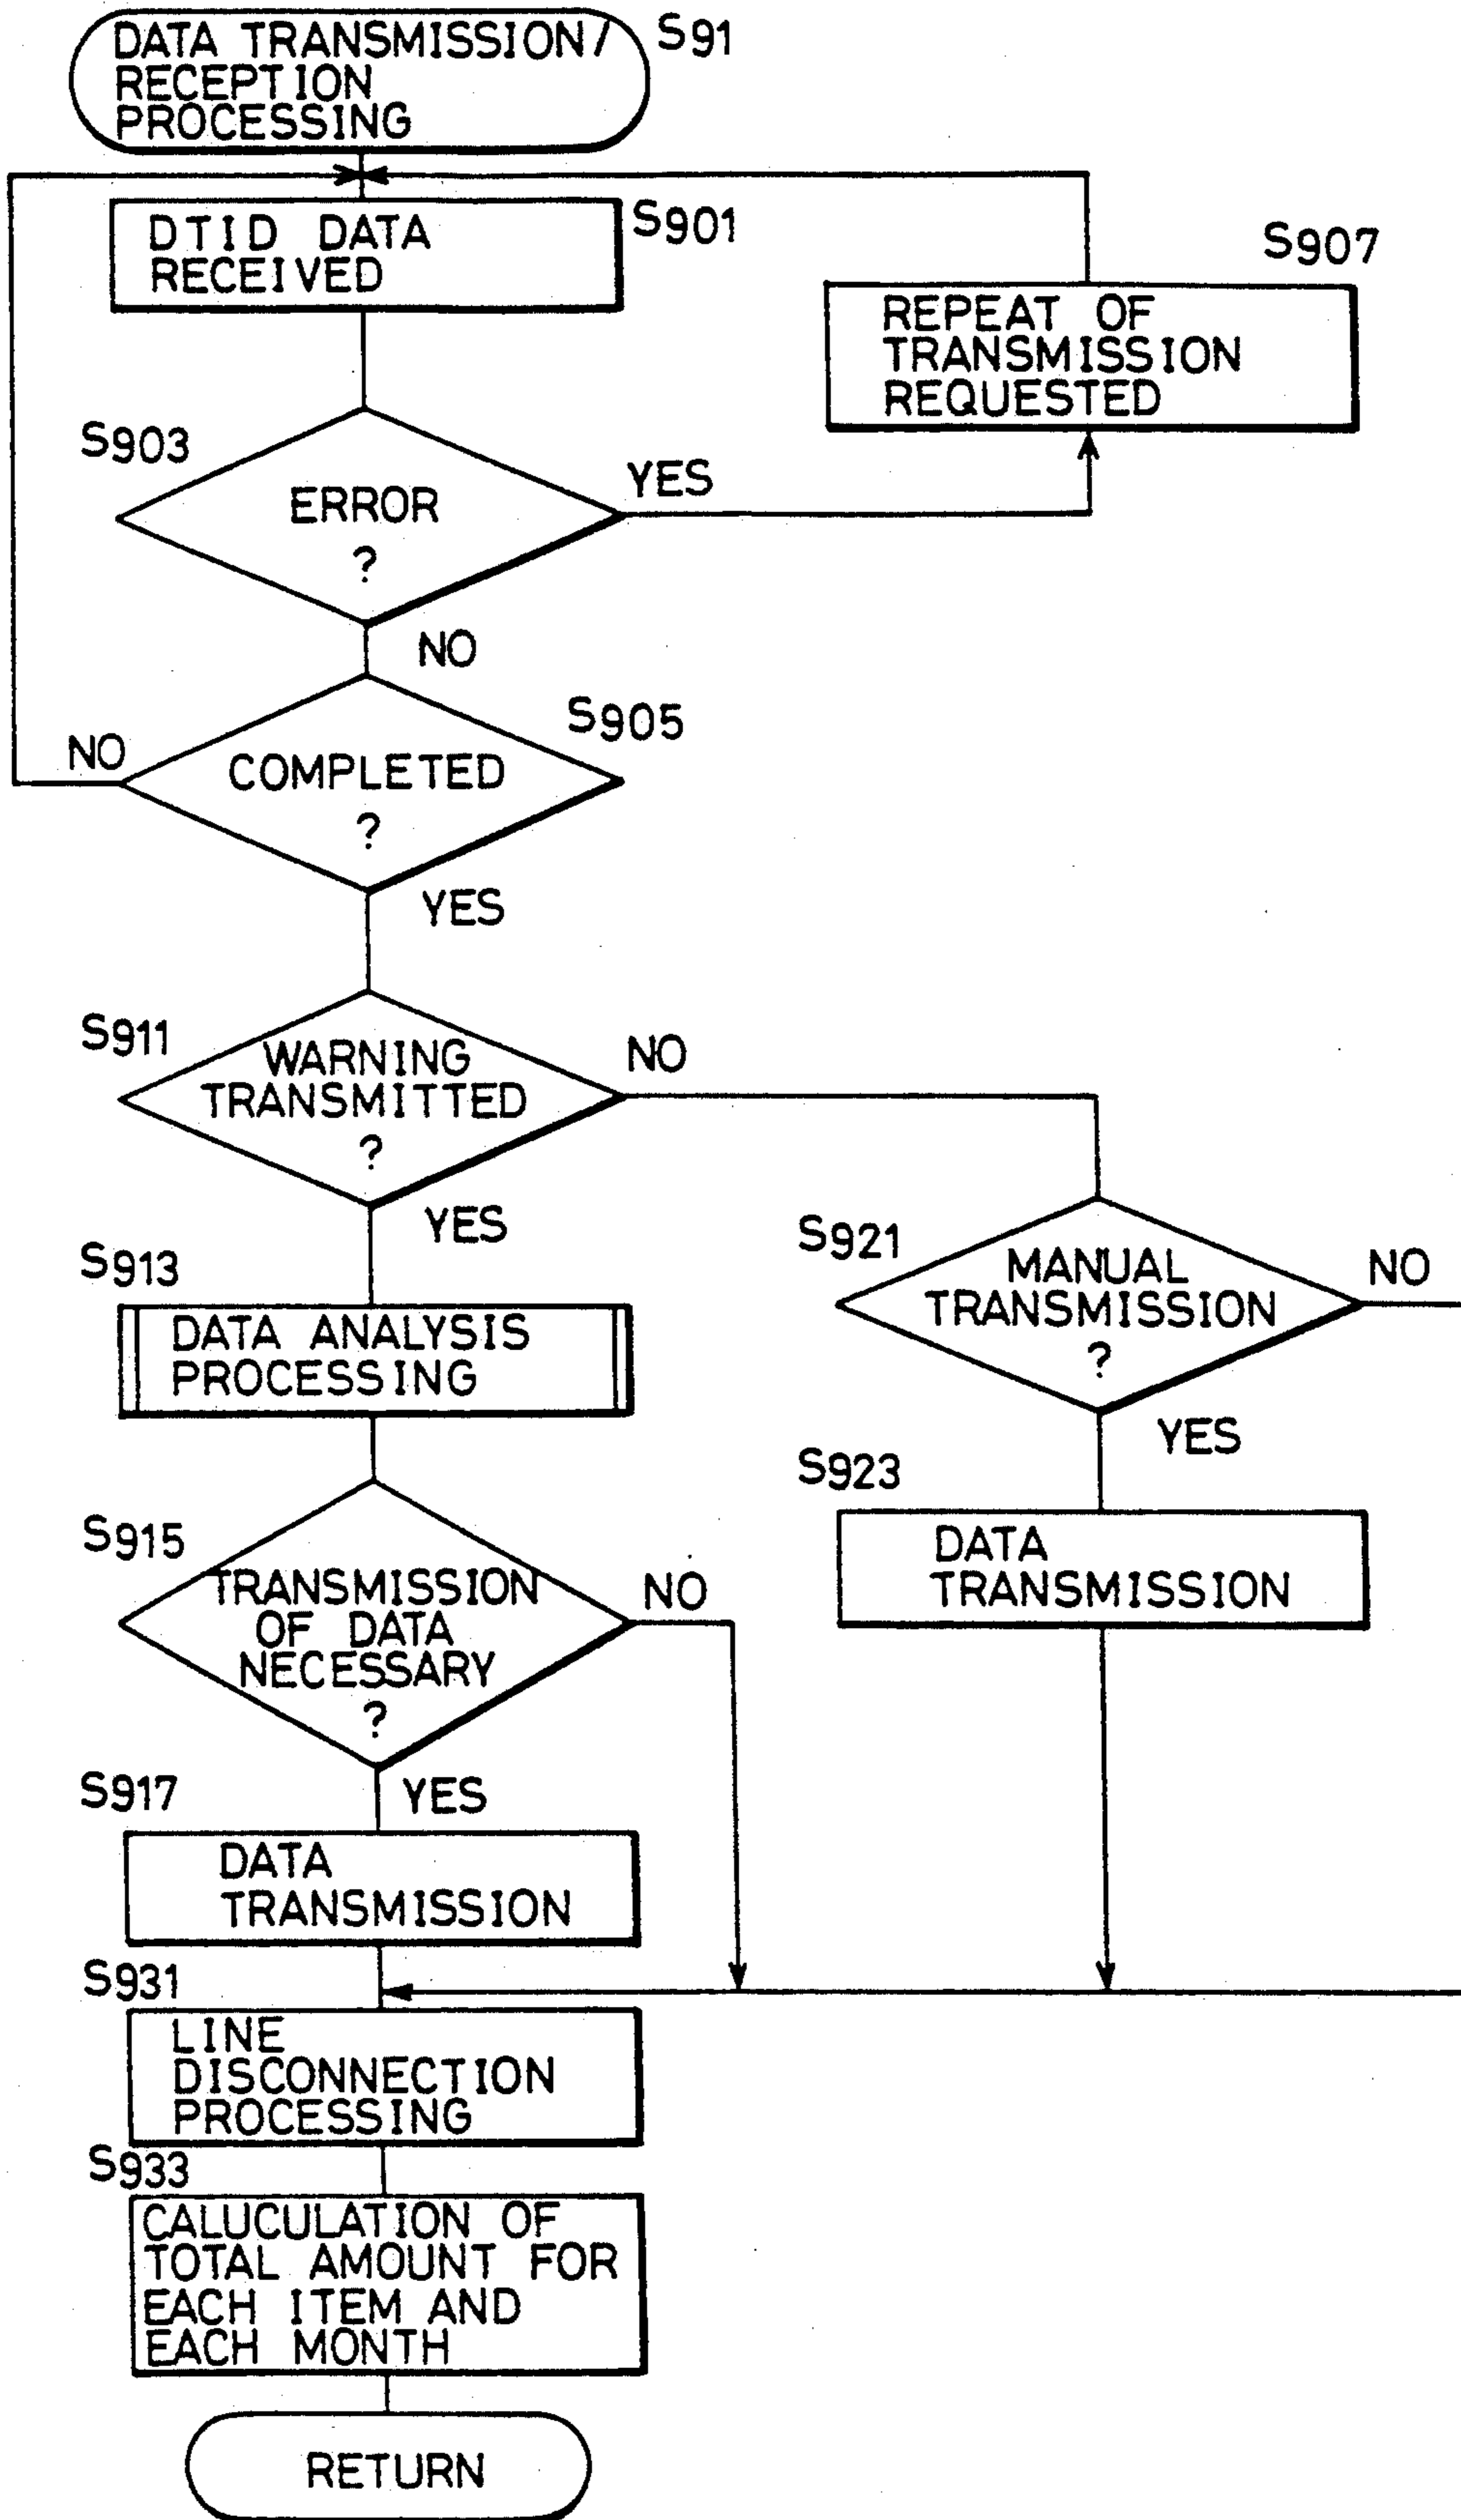 DATA TRANSMISSION/
RECEPTION
PROCESSING
S91
DTID DATA
RECEIVED
S901
S907
REPEAT OF
TRANSMISSION
REQUESTED
S903
ERROR
?
YES
NO
S905
NO
COMPLETED
?
YES
S911
WARNING
TRANSMITTED
?
NO
YES
S921
MANUAL
TRANSMISSION
?
NO
YES
S913
DATA ANALYSIS
PROCESSING
S923
DATA
TRANSMISSION
S915
TRANSMISSION
OF DATA
NECESSARY
?
NO
YES
S917
DATA
TRANSMISSION
S931
LINE
DISCONNECTION
PROCESSING
S933
CALUCULATION OF
TOTAL AMOUNT FOR
EACH ITEM AND
EACH MONTH
RETURN